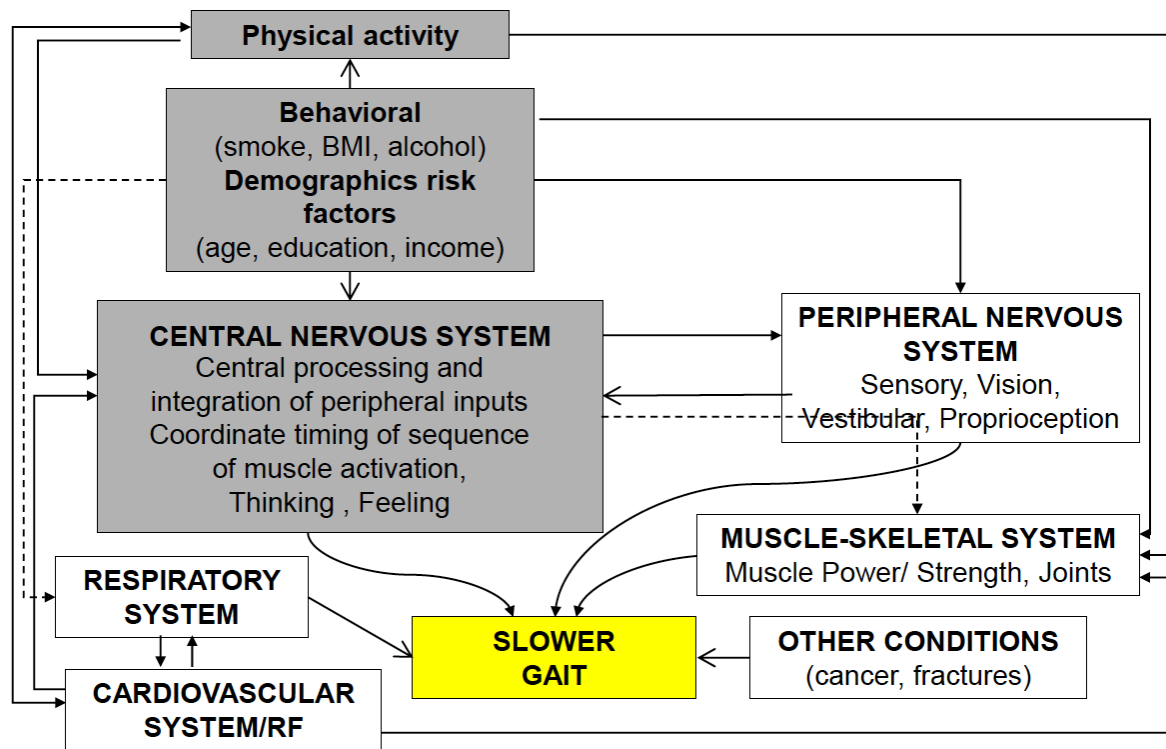 Physical activity
Behavioral
(smoke, BMI, alcohol)
Demographics risk
factors
(age, education, income)
CENTRAL NERVOUS SYSTEM
Central processing and
integration of peripheral inputs
Coordinate timing of sequence
of muscle activation,
Thinking , Feeling
PERIPHERAL NERVOUS
SYSTEM
Sensory, Vision,
Vestibular, Proprioception
MUSCLE-SKELETAL SYSTEM
Muscle Power/ Strength, Joints
RESPIRATORY
SYSTEM
SLOWER
GAIT
OTHER CONDITIONS
(cancer, fractures)
CARDIOVASCULAR
SYSTEM/RF